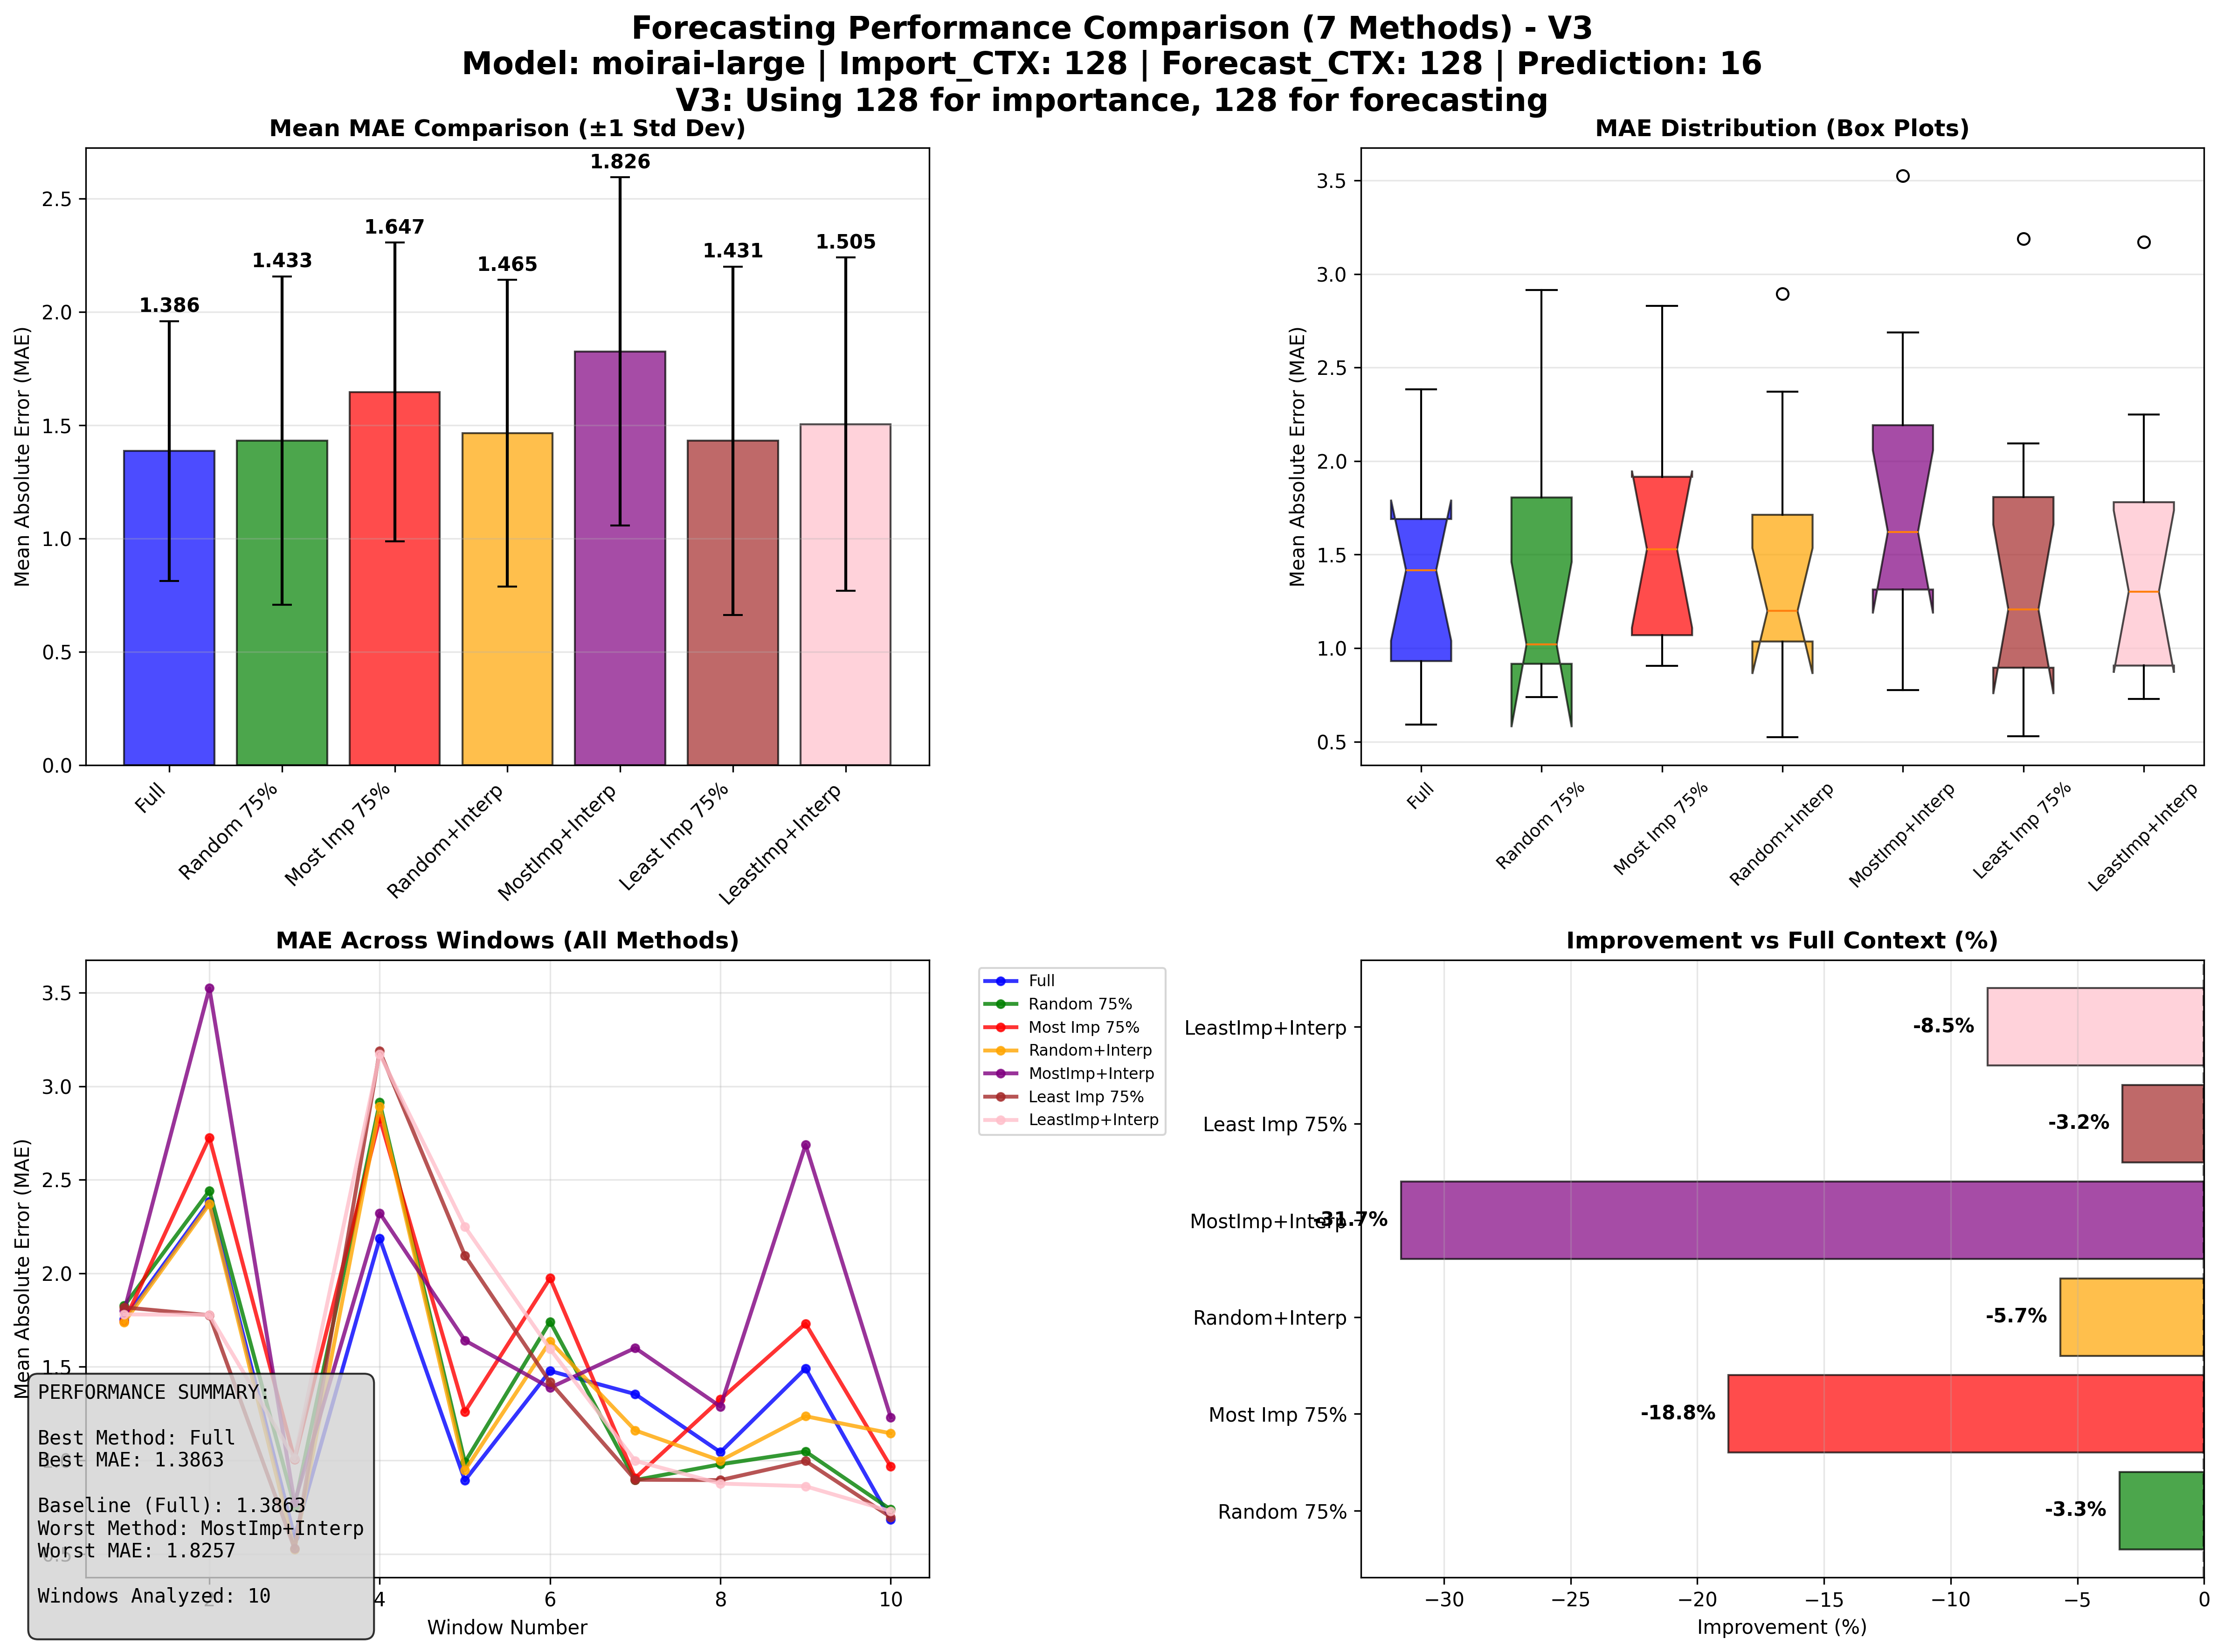 Forecasting Performance Comparison (7 Methods) - V3
Model: moirai-large | Import_CTX: 128 | Forecast_CTX: 128 | Prediction: 16
V3: Using 128 for importance, 128 for forecasting
Mean MAE Comparison (±1 Std Dev)
Mean Absolute Error (MAE)
2.5
2.0
1.5
1.0
0.5
0.0
1.386
1.433
1.647
1.465
1.826
1.431
1.505
Full
Random 75%
Most Imp 75%
Random+Interp
MostImp+Interp
Least Imp 75%
LeastImp+Interp
MAE Distribution (Box Plots)
Mean Absolute Error (MAE)
3.5
3.0
2.5
2.0
1.5
1.0
0.5
Full
Random 75%
Most Imp 75%
Random+Interp
MostImp+Interp
Least Imp 75%
LeastImp+Interp
MAE Across Windows (All Methods)
Mean Absolute Error (MAE)
3.5
3.0
2.5
2.0
1.5
0.5
2
4
6
8
10
Window Number
Full
Random 75%
Most Imp 75%
Random+Interp
MostImp+Interp
Least Imp 75%
LeastImp+Interp
PERFORMANCE SUMMARY:
Best Method: Full
Best MAE: 1.3863
Baseline (Full): 1.3863
Worst Method: MostImp+Interp
Worst MAE: 1.8257
Windows Analyzed: 10
Improvement vs Full Context (%)
LeastImp+Interp
-8.5%
Least Imp 75%
-3.2%
MostImp+Interp
-31.7%
Random+Interp
-5.7%
Most Imp 75%
-18.8%
Random 75%
-3.3%
−30
−25
−20
−15
−10
−5
0
Improvement (%)